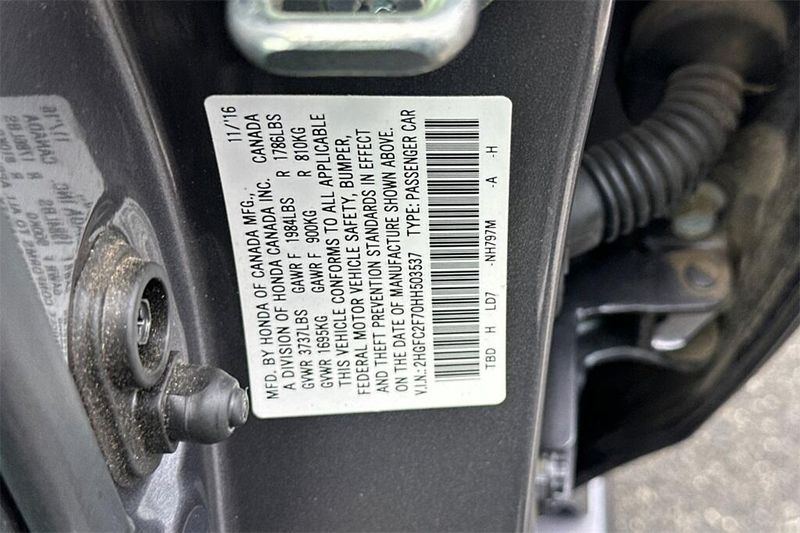 MFD. BY HONDA OF CANADA MFG, 11/'16
A DIVISION OF HONDA CANADA INC. CANADA
GVWR 3737LBS GAWR F 1984LBS R 1786LBS
GVWR 1695KG GAWR F 900KG R 810KG
THIS VEHICLE CONFORMS TO ALL APPLICABLE
FEDERAL MOTOR VEHICLE SAFETY, BUMPER,
AND THEFT PREVENTION STANDARDS IN EFFECT
ON THE DATE OF MANUFACTURE SHOWN ABOVE.
V.I.N.: 2HGFC2F70HH503537 TYPE: PASSENGER CAR
TBD H LD7 -NH797M -A -H